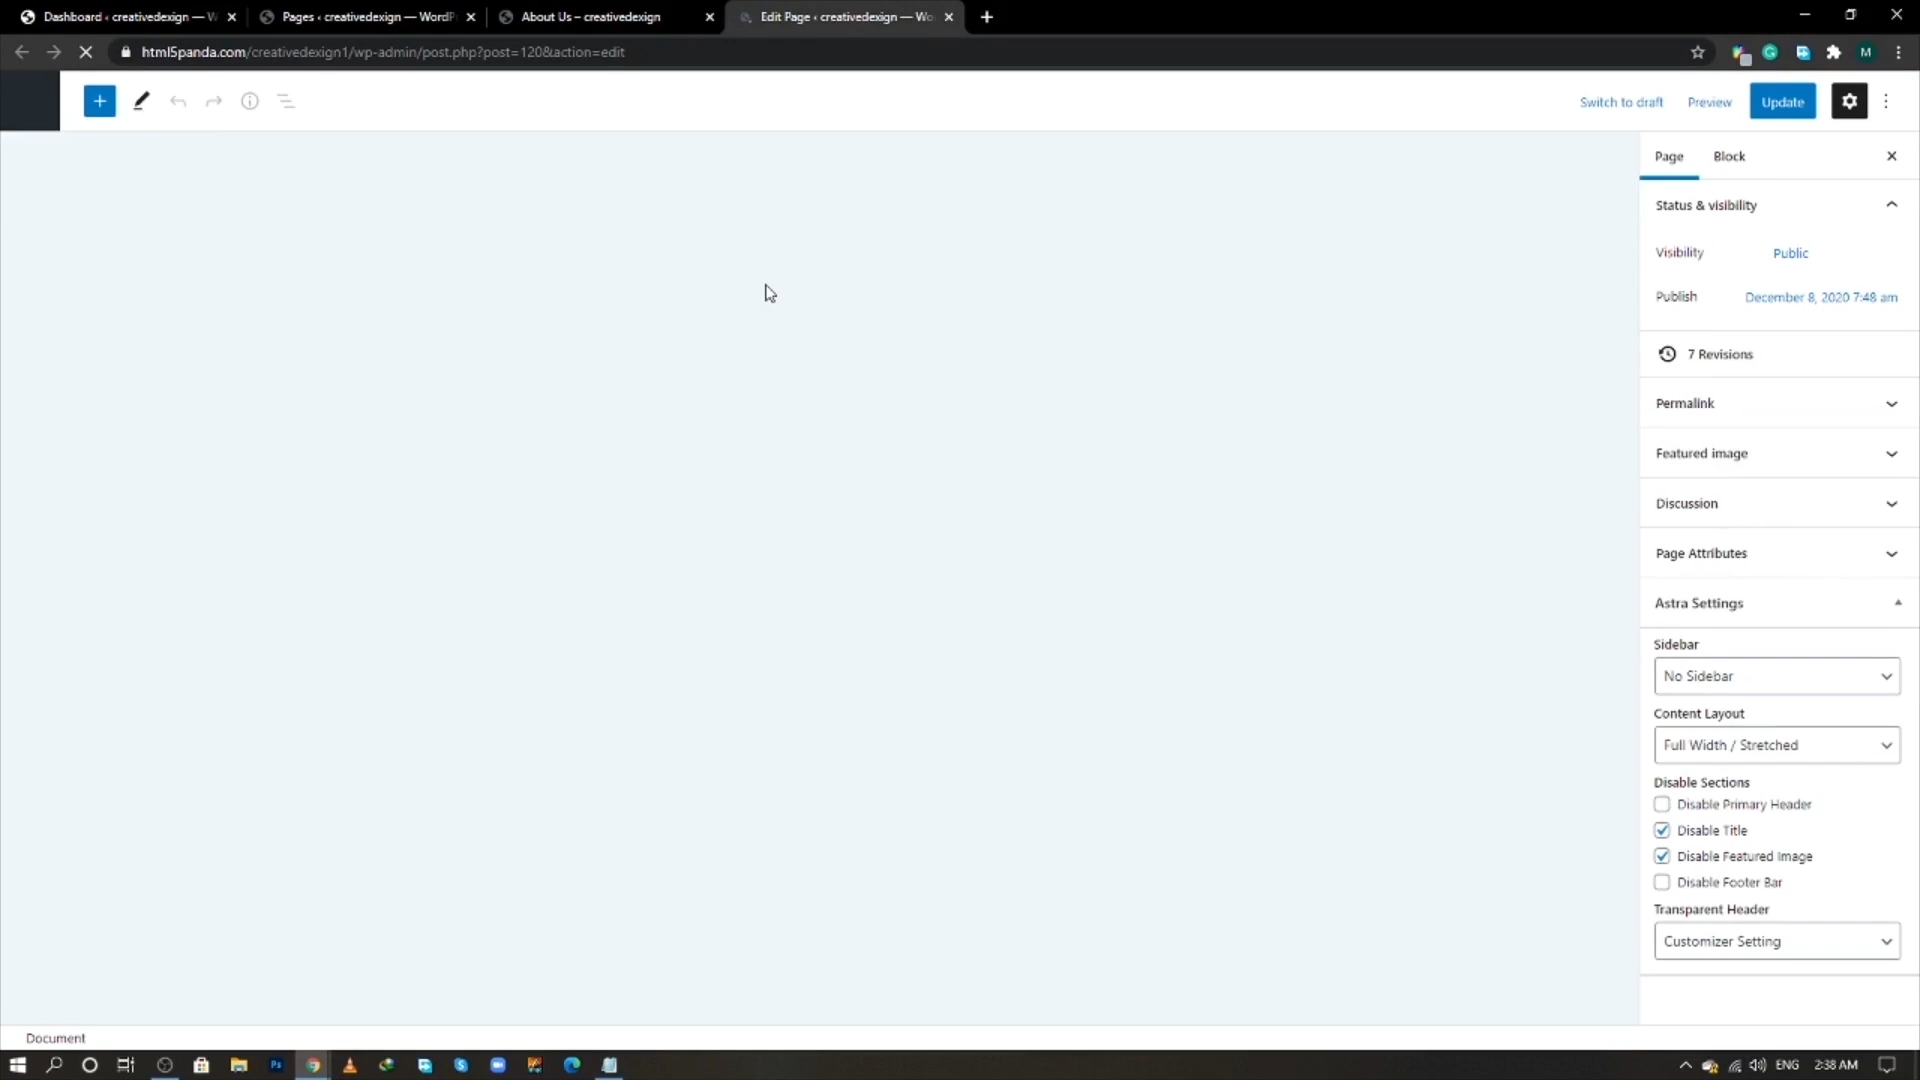 Dashboard ‹ creativedexign — W
Pages ‹ creativedexign — WordP
About Us – creativedexign
Edit Page ‹ creativedexign — Wo
html5panda.com/creativedexign1/wp-admin/post.php?post=120&action=edit
M
Switch to draft
Preview
Update
Page
Block
Status & visibility
Visibility
Public
Publish
December 8, 2020 7:48 am
7 Revisions
Permalink
Featured image
Discussion
Page Attributes
Astra Settings
Sidebar
No Sidebar
Content Layout
Full Width / Stretched
Disable Sections
Disable Primary Header
Disable Title
Disable Featured Image
Disable Footer Bar
Transparent Header
Customizer Setting
Document
Ps
ENG
2:38 AM